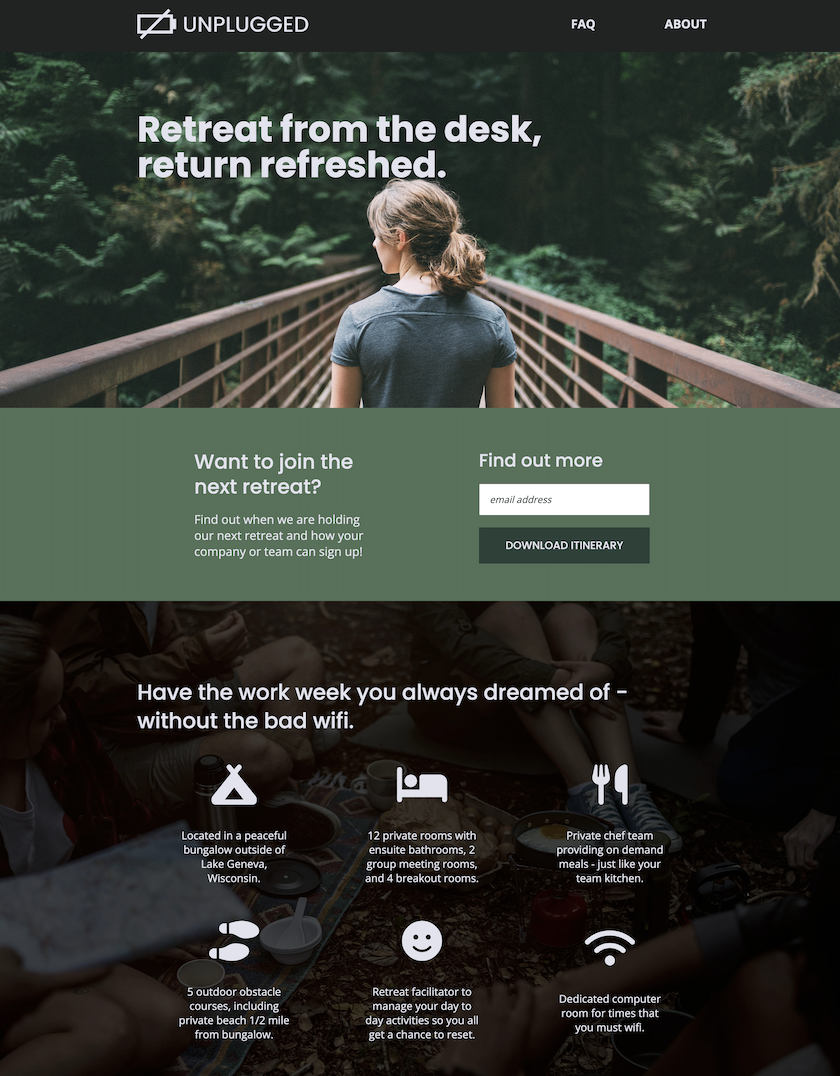 UNPLUGGED
FAQ
ABOUT
Retreat from the desk,
return refreshed.
Want to join the
next retreat?
Find out when we are holding
our next retreat and how your
company or team can sign up!
Find out more
email address
DOWNLOAD ITINERARY
Have the work week you always dreamed of -
without the bad wifi.
Located in a peaceful
bungalow outside of
Lake Geneva,
Wisconsin.
12 private rooms with
ensuite bathrooms, 2
group meeting rooms,
and 4 breakout rooms.
Private chef team
providing on demand
meals - just like your
team kitchen.
5 outdoor obstacle
courses, including
private beach 1/2 mile
from bungalow.
Retreat facilitator to
manage your day to
day activities so you all
get a chance to reset.
Dedicated computer
room for times that
you must wifi.